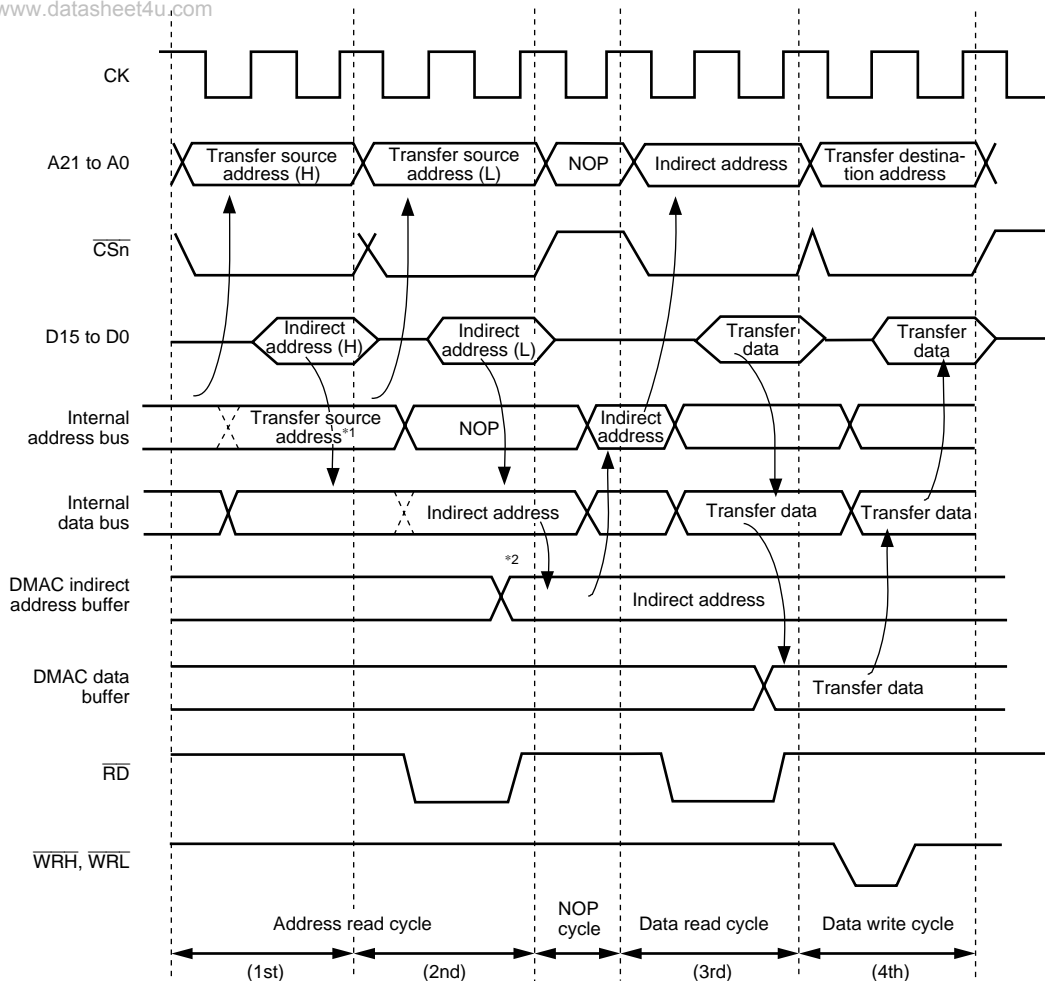 www.datasheet4u.com
CK
A21 to A0
Transfer source
address (H)
Transfer source
address (L)
NOP
Indirect address
Transfer destina-
tion address
CSn
D15 to D0
Indirect
address (H)
Indirect
address (L)
Transfer
data
Transfer
data
Internal
address bus
Transfer source
address*1
NOP
Indirect
address
Internal
data bus
Indirect address
Transfer data
Transfer data
*2
DMAC indirect
address buffer
Indirect address
DMAC data
buffer
Transfer data
RD
WRH, WRL
Address read cycle
NOP
cycle
Data read cycle
Data write cycle
(1st)
(2nd)
(3rd)
(4th)